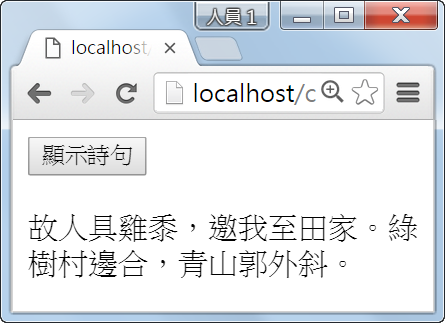 人員 1
localhost/
localhost/c
顯示詩句
故人具雞黍，邀我至田家。綠
樹村邊合，青山郭外斜。